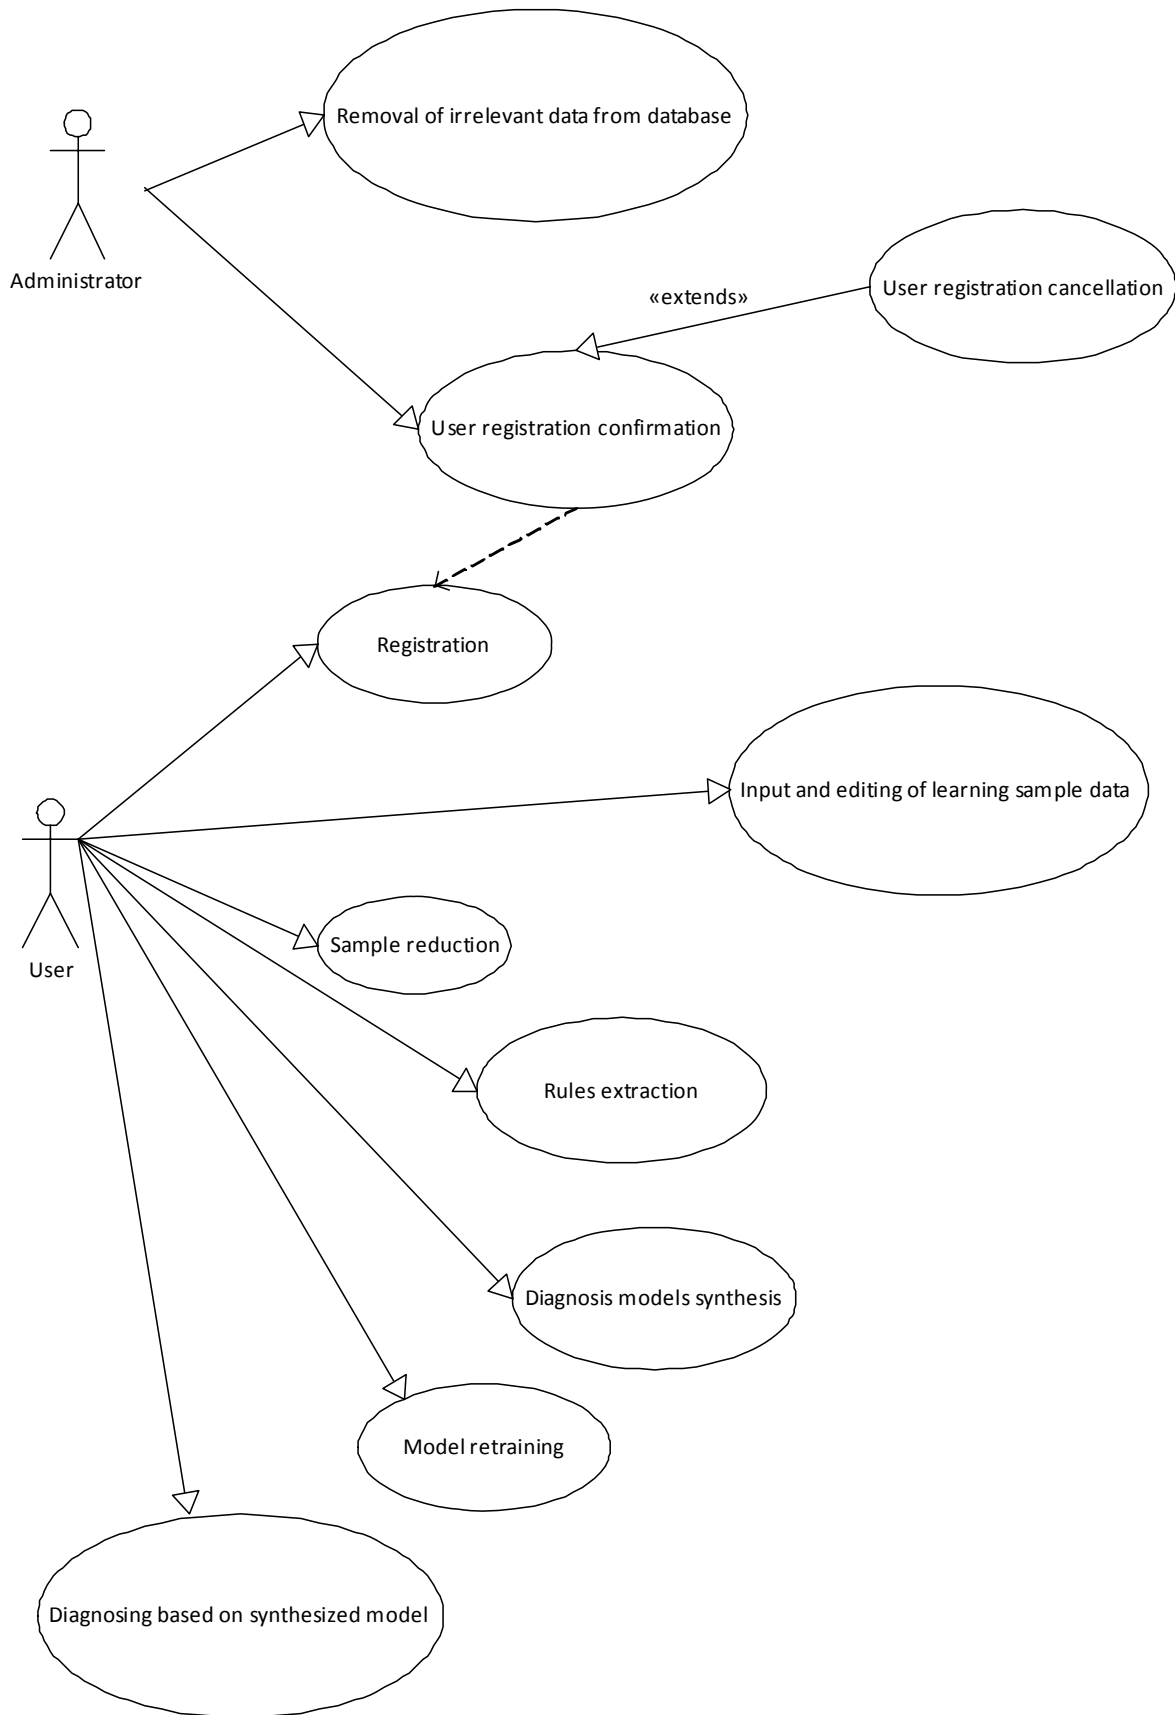 Removal of irrelevant data from database
Administrator
User registration cancellation
«extends»
User registration confirmation
Registration
Input and editing of learning sample data
User
Sample reduction
Rules extraction
Diagnosis models synthesis
Model retraining
Diagnosing based on synthesized model